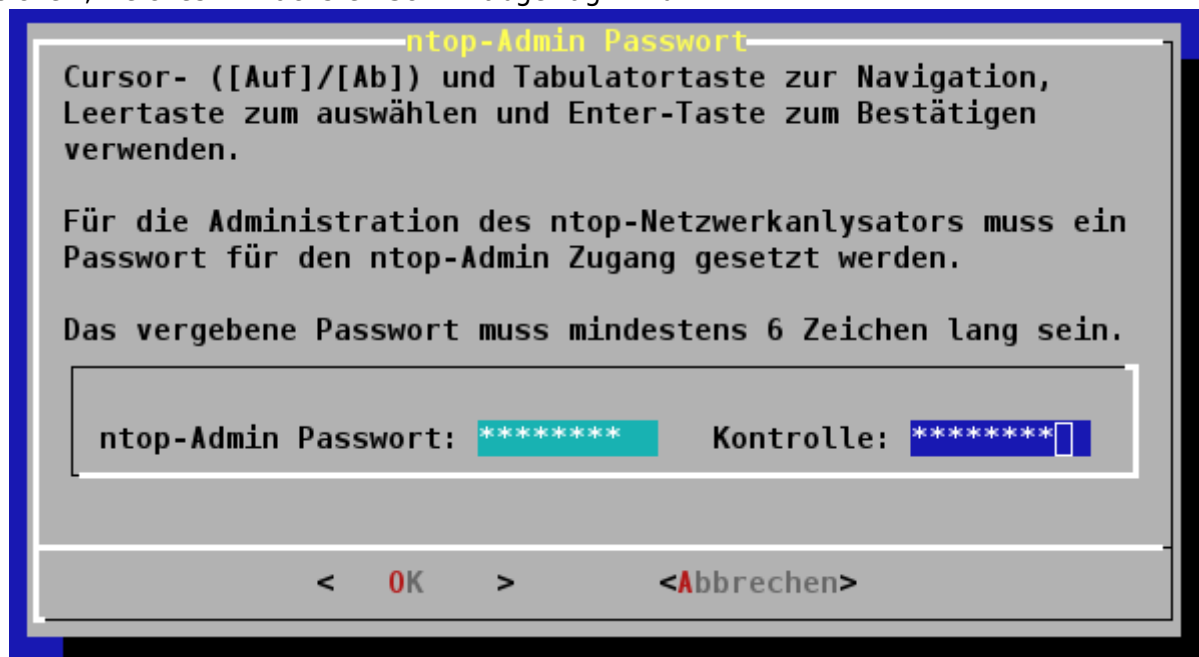 ntop-Admin Passwort
Cursor- ([Auf]/[Ab]) und Tabulatortaste zur Navigation,
Leertaste zum auswählen und Enter-Taste zum Bestätigen
verwenden.
Für die Administration des ntop-Netzwerkanlysators muss ein
Passwort für den ntop-Admin Zugang gesetzt werden.
Das vergebene Passwort muss mindestens 6 Zeichen lang sein.
ntop-Admin Passwort: ******** Kontrolle: ********
< OK > <Abbrechen>